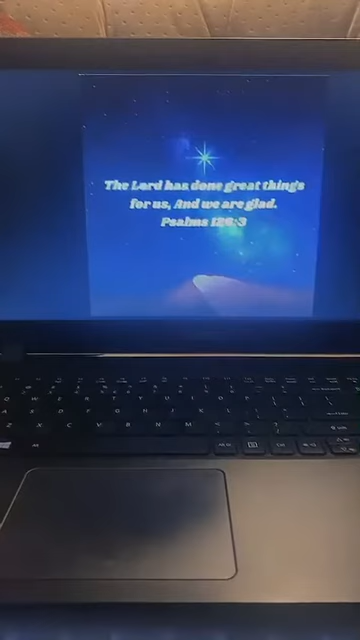 The Lord has done great things
for us, And we are glad.
Psalms 126:3